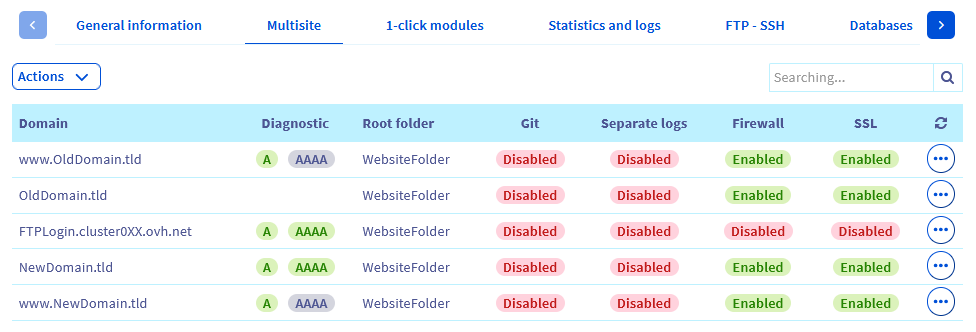 General information Multisite 1-click modules Statistics and logs FTP - SSH Databases
Actions Searching...
Domain Diagnostic Root folder Git Separate logs Firewall SSL
www.OldDomain.tld A AAAA WebsiteFolder Disabled Disabled Enabled Enabled
OldDomain.tld WebsiteFolder Disabled Disabled Enabled Enabled
FTPLogin.cluster0XX.ovh.net A AAAA WebsiteFolder Disabled Disabled Disabled Disabled
NewDomain.tld A AAAA WebsiteFolder Disabled Disabled Enabled Enabled
www.NewDomain.tld A AAAA WebsiteFolder Disabled Disabled Enabled Enabled